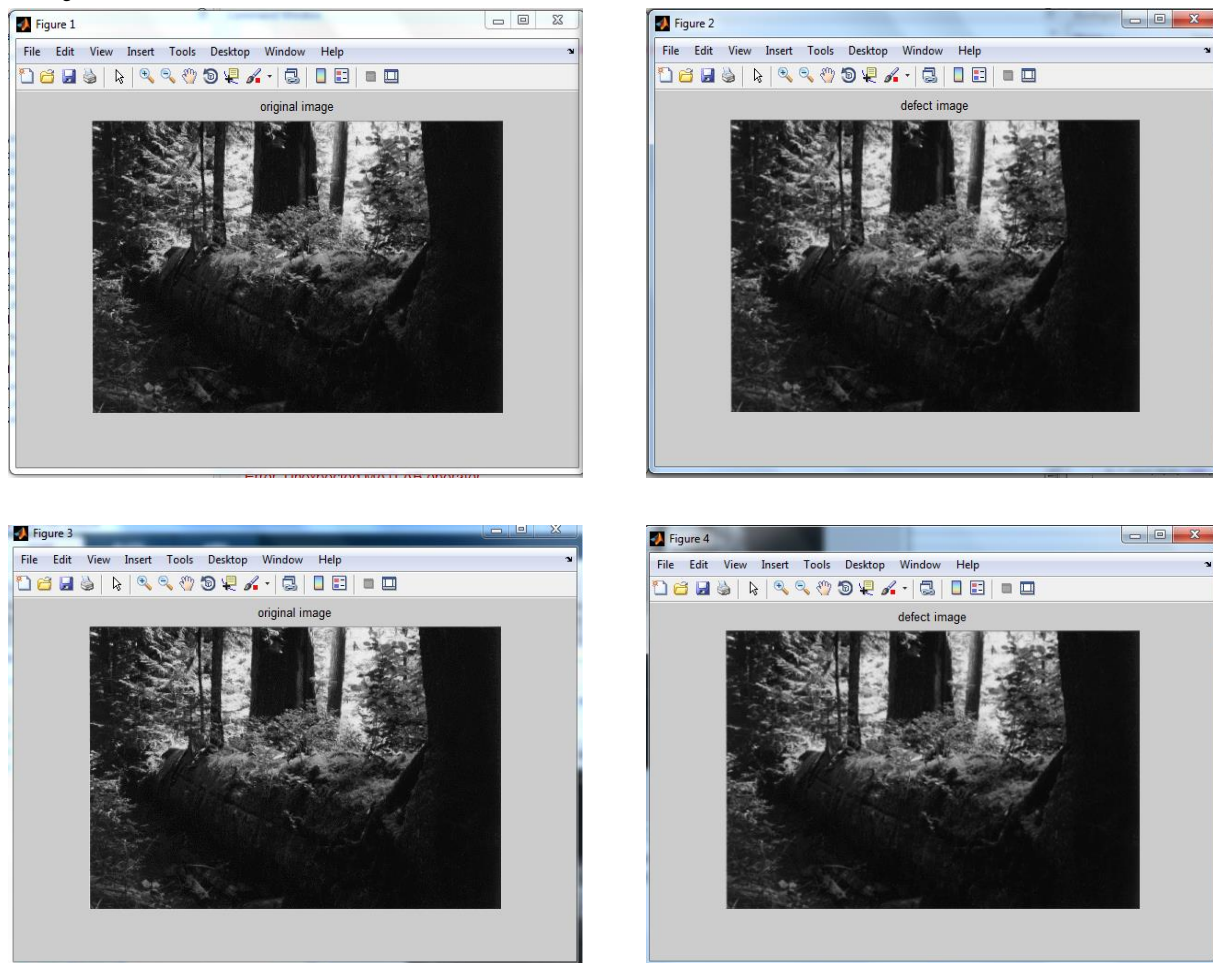 Figure 1
File Edit View Insert Tools Desktop Window Help
original image
Figure 2
File Edit View Insert Tools Desktop Window Help
defect image
Figure 3
File Edit View Insert Tools Desktop Window Help
original image
Figure 4
File Edit View Insert Tools Desktop Window Help
defect image